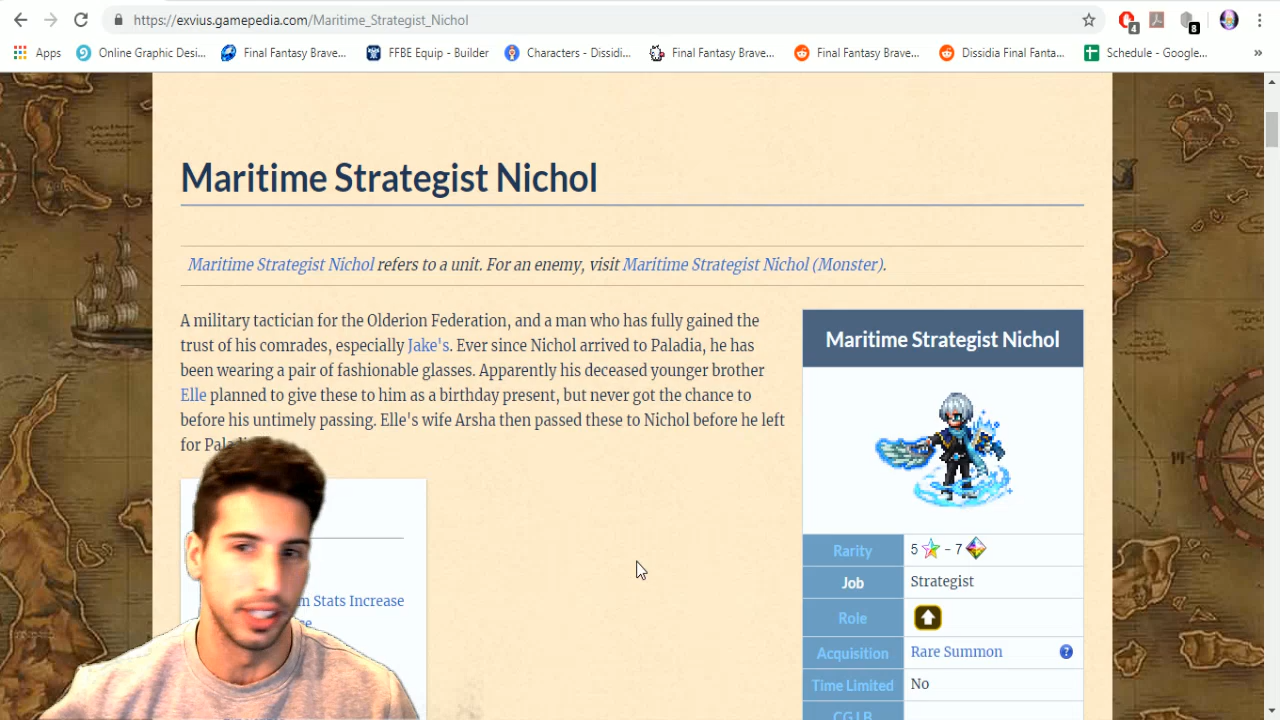 https://exvius.gamepedia.com/Maritime_Strategist_Nichol
4
8
Apps
Online Graphic Desi...
Final Fantasy Brave...
FFBE Equip - Builder
Characters - Dissidi...
Final Fantasy Brave...
Final Fantasy Brave...
Dissidia Final Fanta...
Schedule - Google...
»
Maritime Strategist Nichol
Maritime Strategist Nichol refers to a unit. For an enemy, visit Maritime Strategist Nichol (Monster).
A military tactician for the Olderion Federation, and a man who has fully gained the
trust of his comrades, especially Jake's. Ever since Nichol arrived to Paladia, he has
been wearing a pair of fashionable glasses. Apparently his deceased younger brother
Elle planned to give these to him as a birthday present, but never got the chance to
before his untimely passing. Elle's wife Arsha then passed these to Nichol before he left
for
Stats Increase
Maritime Strategist Nichol
Rarity 5 - 7
Job Strategist
Role
Acquisition Rare Summon ?
Time Limited No
CG LB